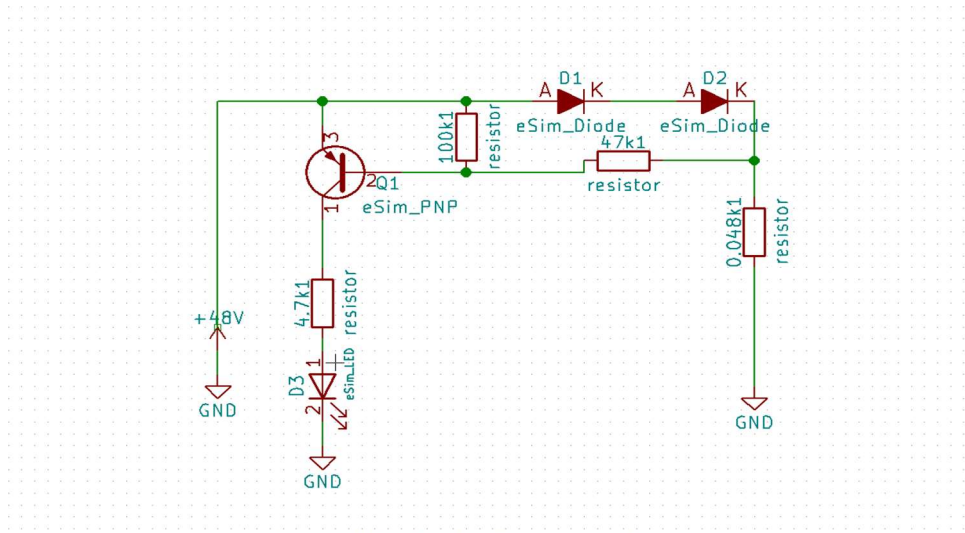 D1
D2
A
K
A
K
eSim_Diode
eSim_Diode
3
100k1
resistor
47k1
resistor
2
Q1
eSim_PNP
1
0.048k1
resistor
4.7k1
resistor
+48V
1
eSim_LED
D3
2
GND
GND
GND